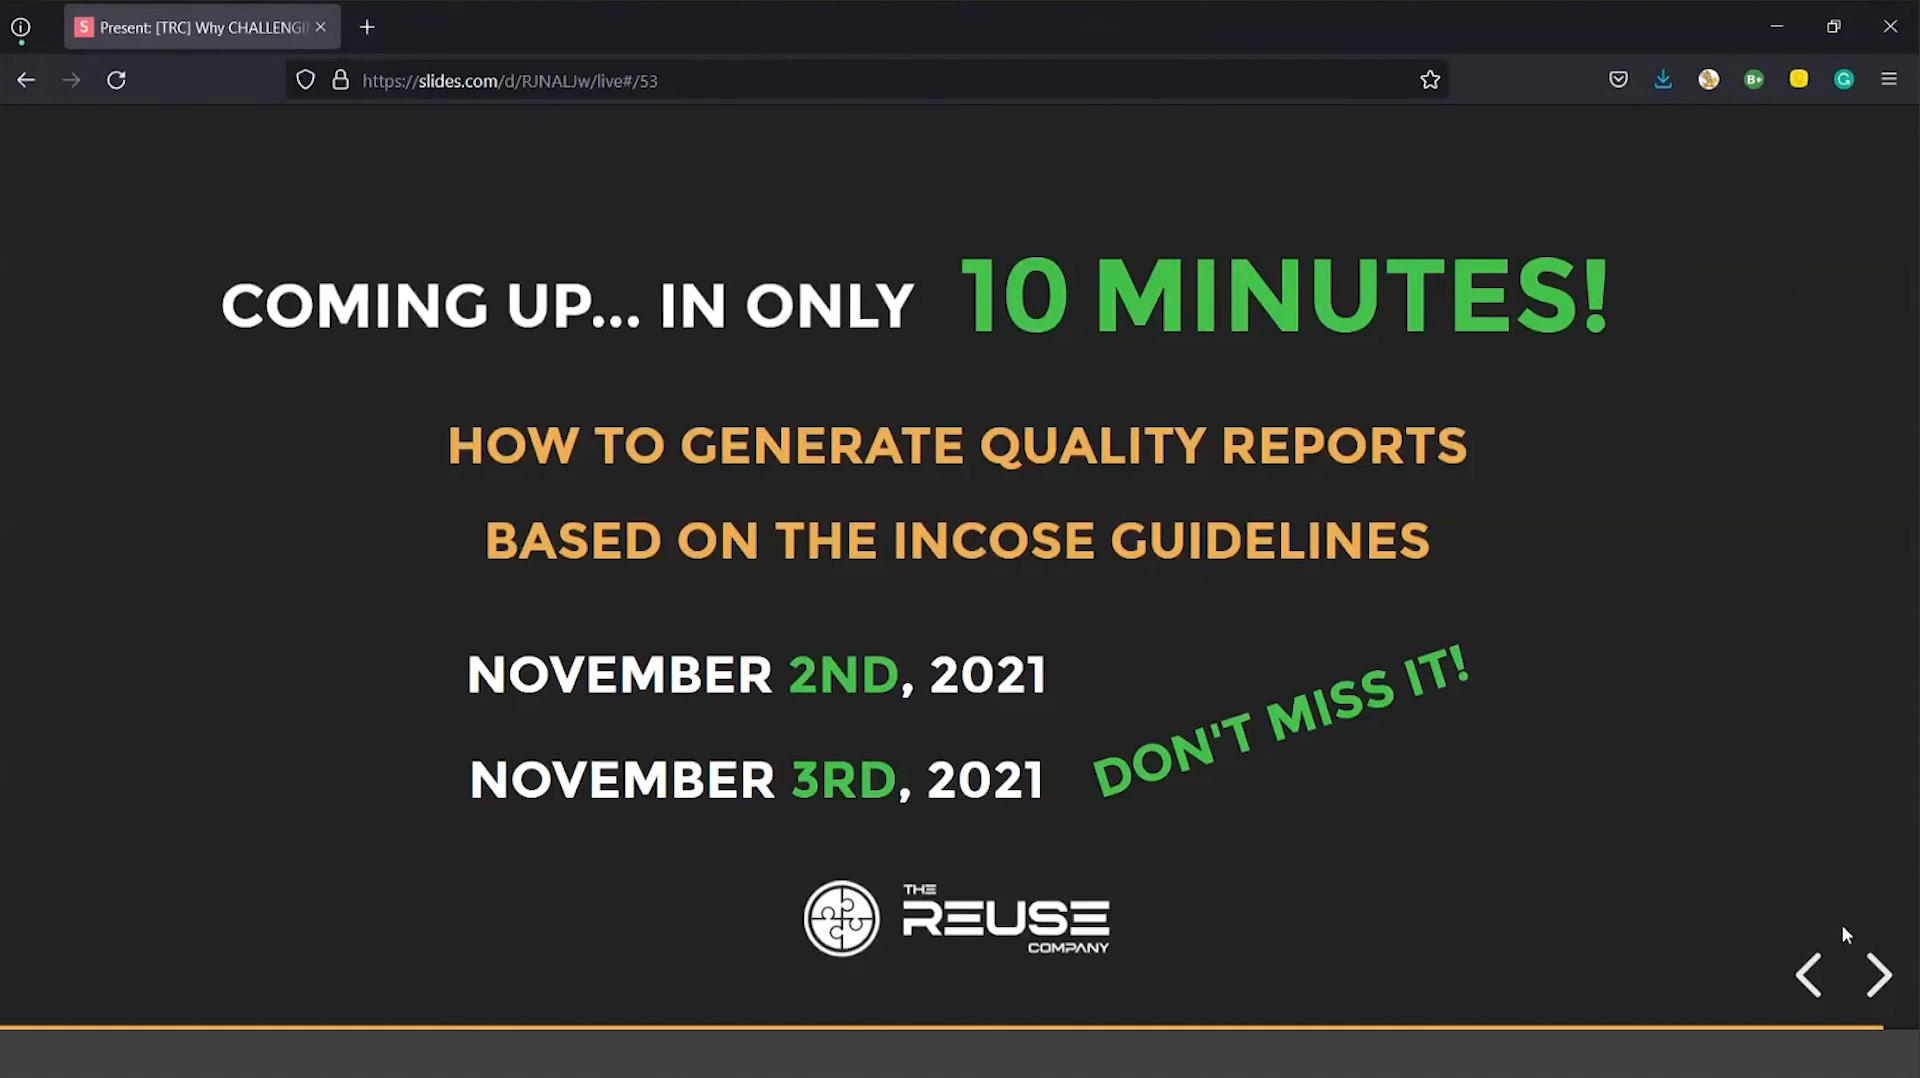 Present: [TRC] Why CHALLENGI
https://slides.com/d/RJNALJw/live#/53
COMING UP... IN ONLY 10 MINUTES!
HOW TO GENERATE QUALITY REPORTS
BASED ON THE INCOSE GUIDELINES
NOVEMBER 2ND, 2021
NOVEMBER 3RD, 2021
DON'T MISS IT!
THE
REUSE
COMPANY